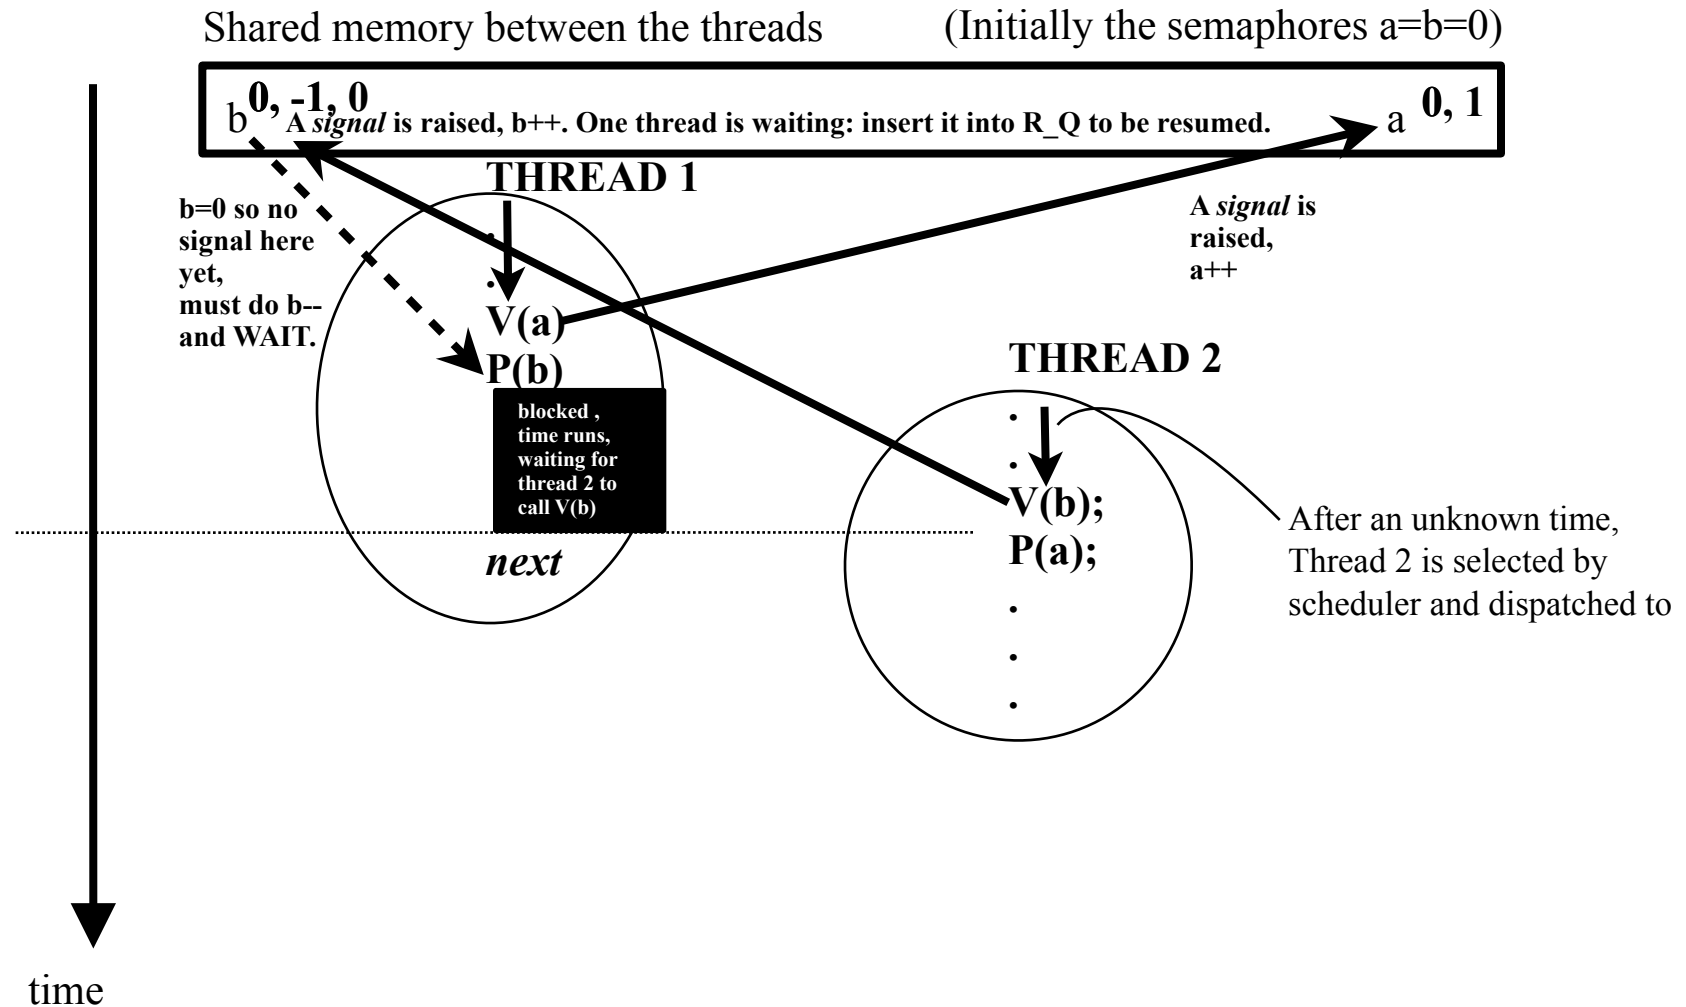 Shared memory between the threads
(Initially the semaphores a=b=0)
b 0, -1, 0
A signal is raised, b++. One thread is waiting: insert it into R_Q to be resumed.
a 0, 1
THREAD 1
b=0 so no
signal here
yet,
must do b--
and WAIT.
A signal is
raised,
a++
.
.
V(a)
P(b)
blocked ,
time runs,
waiting for
thread 2 to
call V(b)
next
THREAD 2
.
.
V(b);
P(a);
.
.
.
After an unknown time,
Thread 2 is selected by
scheduler and dispatched to
time